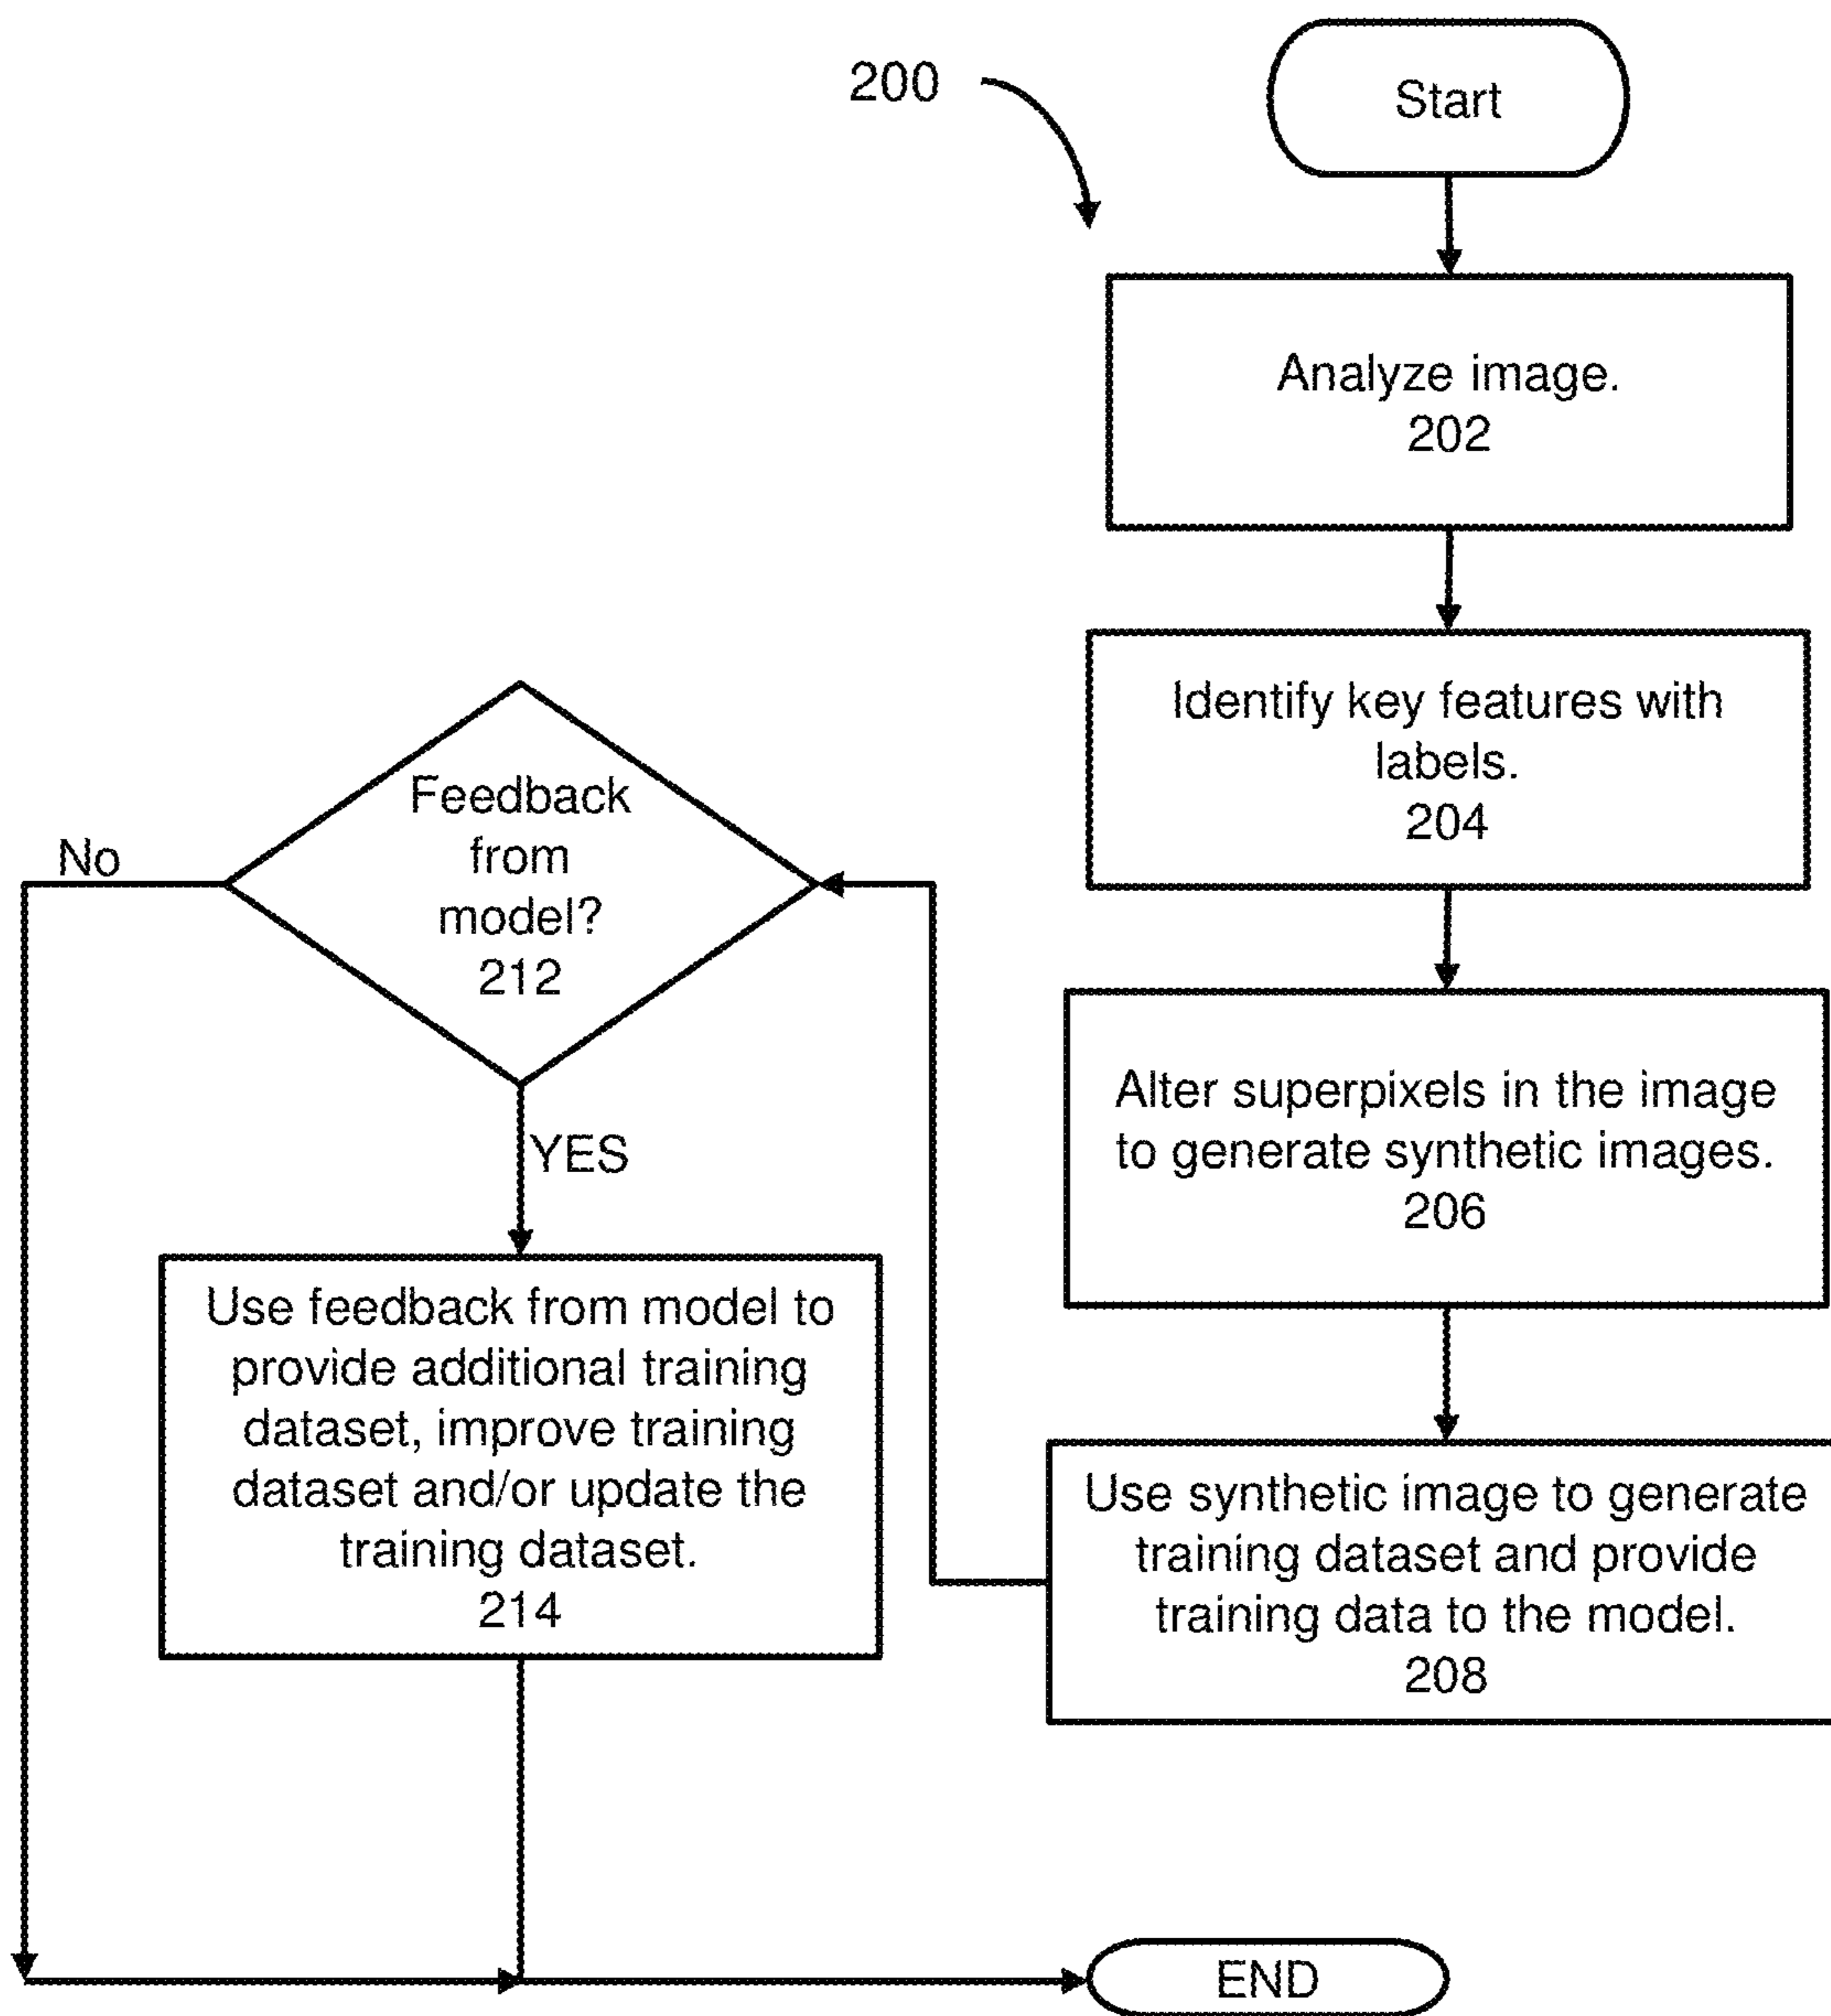 200
Start
Analyze image.
202
Identify key features with
labels.
204
Alter superpixels in the image
to generate synthetic images.
206
Use synthetic image to generate
training dataset and provide
training data to the model.
208
Feedback
from
model?
212
No
YES
Use feedback from model to
provide additional training
dataset, improve training
dataset and/or update the
training dataset.
214
END